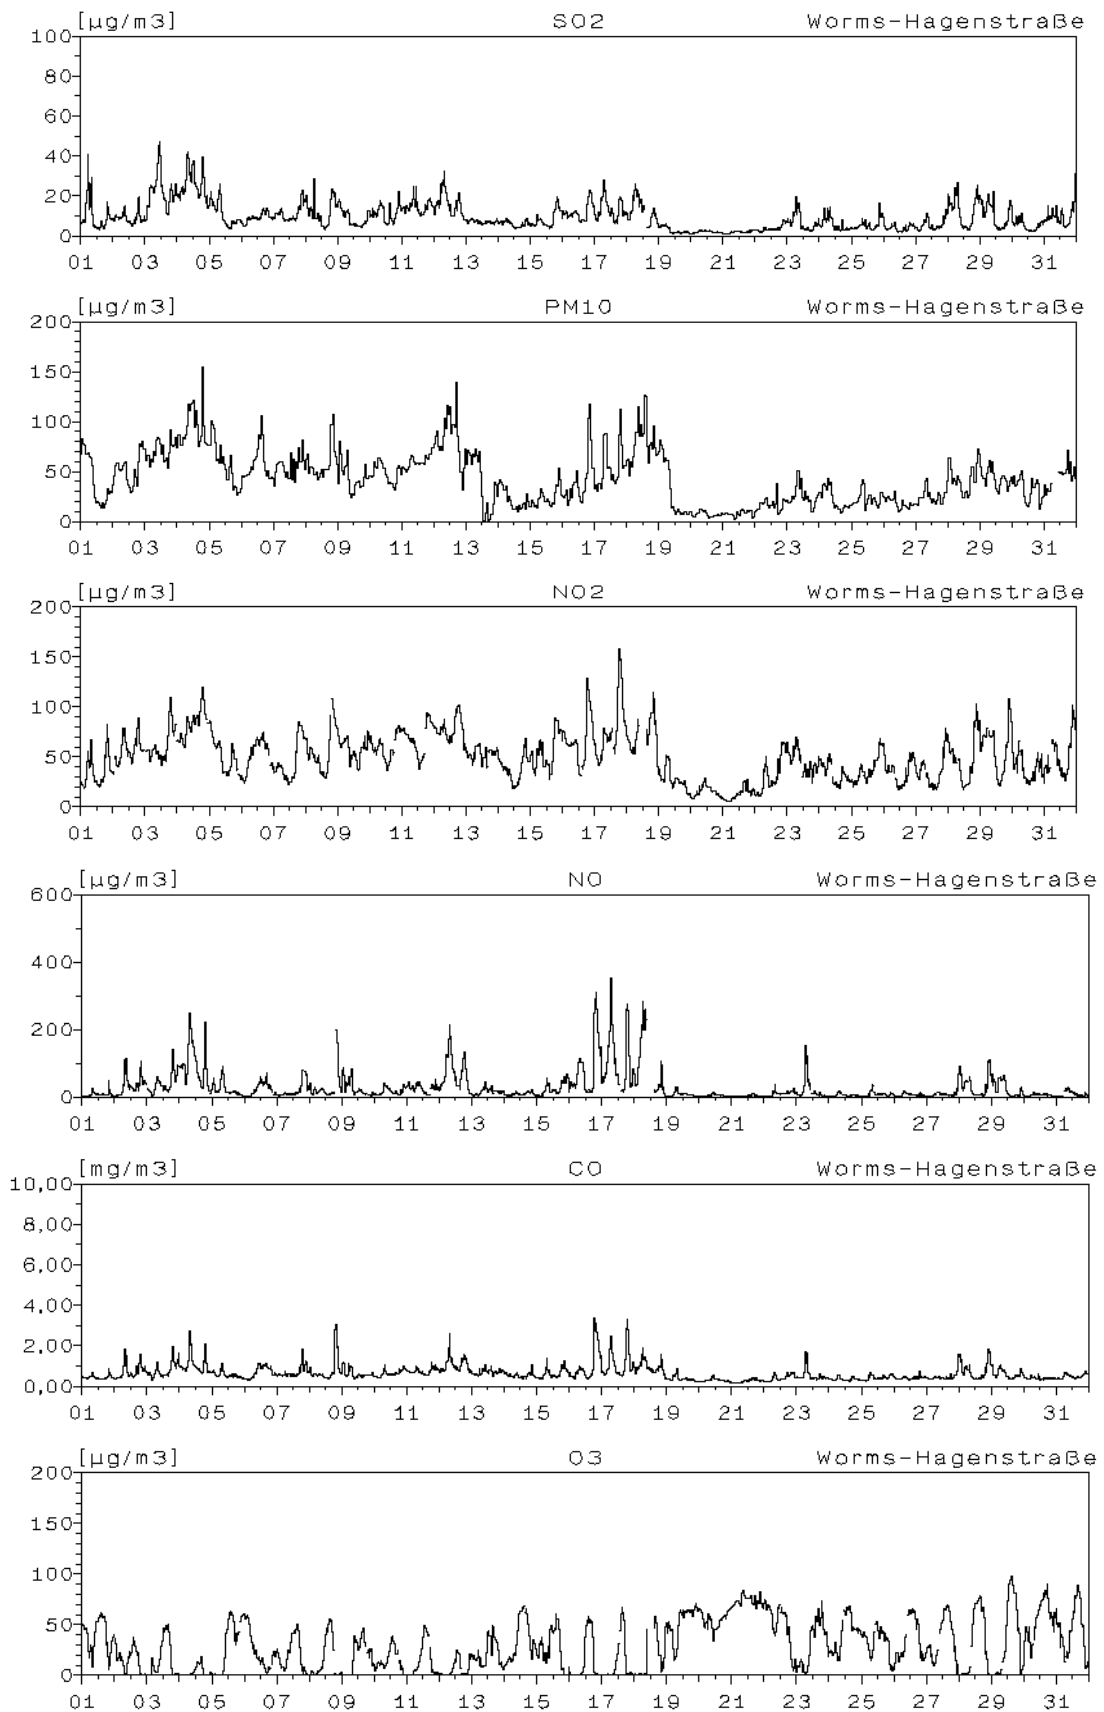 [µg/m3] SO2 Worms-Hagenstraße
100
80
60
40
20
0
01 03 05 07 09 11 13 15 17 19 21 23 25 27 29 31
[µg/m3] PM10 Worms-Hagenstraße
200
150
100
50
0
01 03 05 07 09 11 13 15 17 19 21 23 25 27 29 31
[µg/m3] NO2 Worms-Hagenstraße
200
150
100
50
0
01 03 05 07 09 11 13 15 17 19 21 23 25 27 29 31
[µg/m3] NO Worms-Hagenstraße
600
400
200
0
01 03 05 07 09 11 13 15 17 19 21 23 25 27 29 31
[mg/m3] CO Worms-Hagenstraße
10,00
8,00
6,00
4,00
2,00
0,00
01 03 05 07 09 11 13 15 17 19 21 23 25 27 29 31
[µg/m3] O3 Worms-Hagenstraße
200
150
100
50
0
01 03 05 07 09 11 13 15 17 19 21 23 25 27 29 31